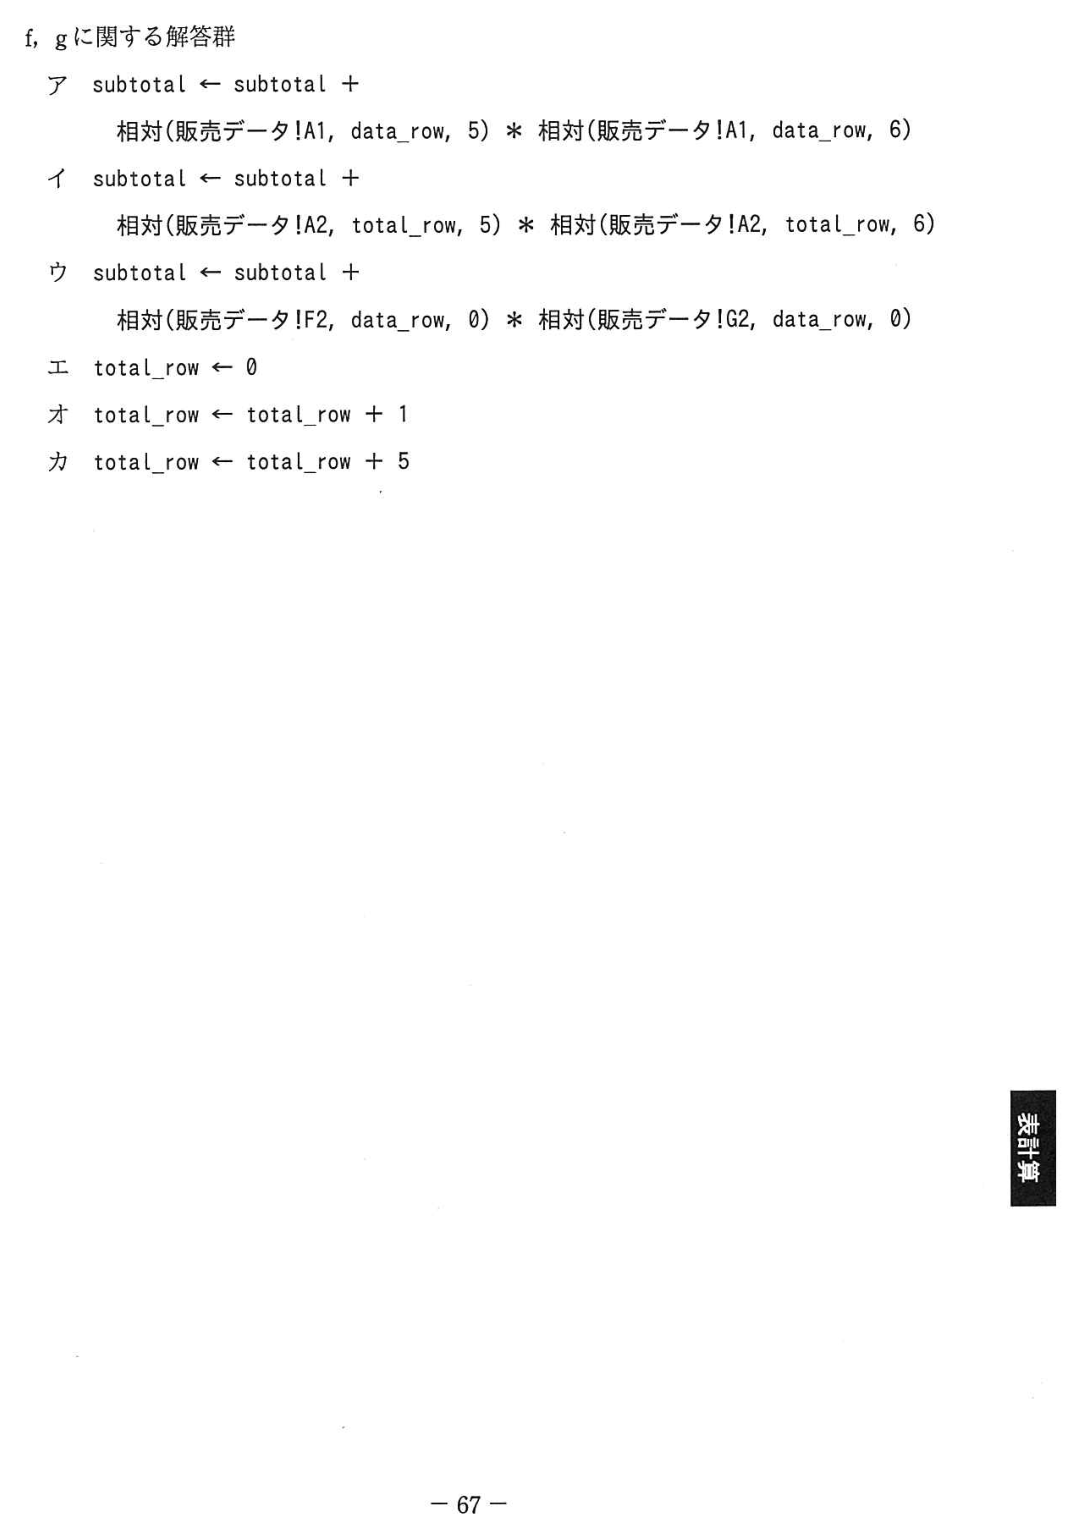 f, gに関する解答群
ア subtotal ← subtotal +
相対(販売データ!A1, data_row, 5) * 相対(販売データ!A1, data_row, 6)
イ subtotal ← subtotal +
相対(販売データ!A2, total_row, 5) * 相対(販売データ!A2, total_row, 6)
ウ subtotal ← subtotal +
相対(販売データ!F2, data_row, 0) * 相対(販売データ!G2, data_row, 0)
エ total_row ← 0
オ total_row ← total_row + 1
カ total_row ← total_row + 5
表計算
― 67 ―